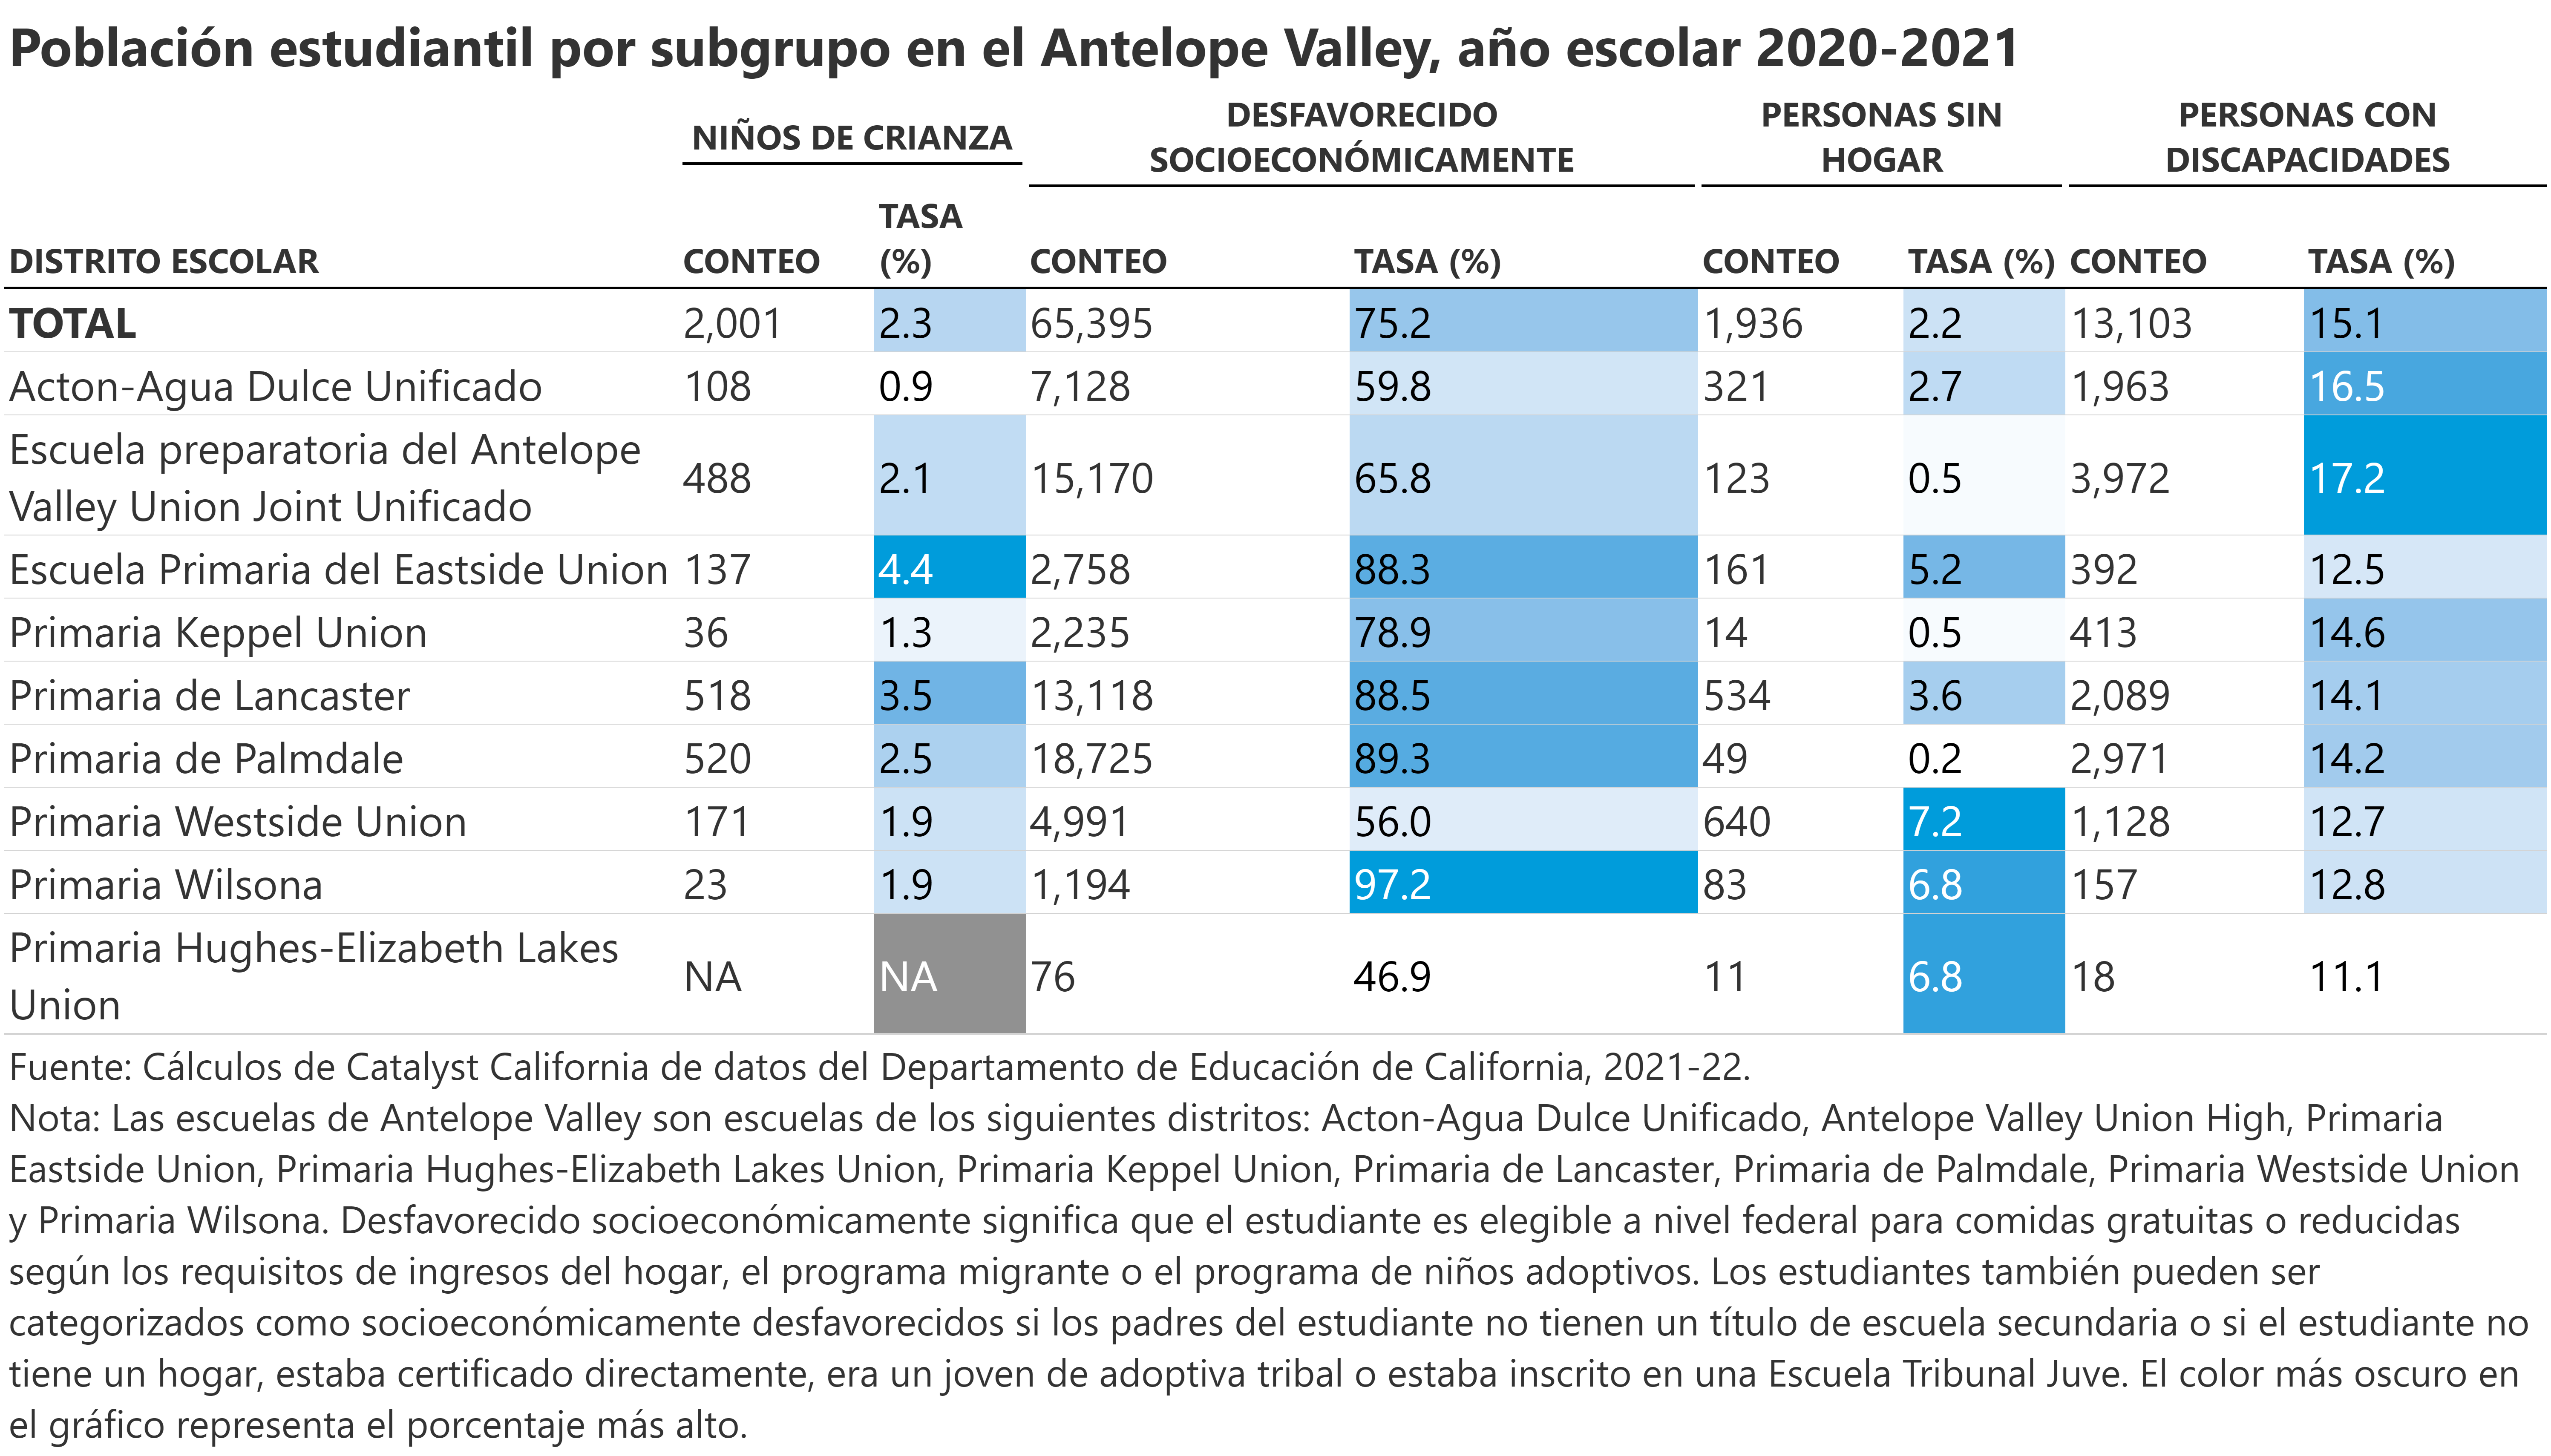 Población estudiantil por subgrupo en el Antelope Valley, año escolar 2020-2021
NIÑOS DE CRIANZA
DESFAVORECIDO
SOCIOECONÓMICAMENTE
PERSONAS SIN
HOGAR
PERSONAS CON
DISCAPACIDADES
DISTRITO ESCOLAR CONTEO TASA (%) CONTEO TASA (%) CONTEO TASA (%) CONTEO TASA (%)
TOTAL 2,001 2.3 65,395 75.2 1,936 2.2 13,103 15.1
Acton-Agua Dulce Unificado 108 0.9 7,128 59.8 321 2.7 1,963 16.5
Escuela preparatoria del Antelope
Valley Union Joint Unificado 488 2.1 15,170 65.8 123 0.5 3,972 17.2
Escuela Primaria del Eastside Union 137 4.4 2,758 88.3 161 5.2 392 12.5
Primaria Keppel Union 36 1.3 2,235 78.9 14 0.5 413 14.6
Primaria de Lancaster 518 3.5 13,118 88.5 534 3.6 2,089 14.1
Primaria de Palmdale 520 2.5 18,725 89.3 49 0.2 2,971 14.2
Primaria Westside Union 171 1.9 4,991 56.0 640 7.2 1,128 12.7
Primaria Wilsona 23 1.9 1,194 97.2 83 6.8 157 12.8
Primaria Hughes-Elizabeth Lakes
Union NA NA 76 46.9 11 6.8 18 11.1
Fuente: Cálculos de Catalyst California de datos del Departamento de Educación de California, 2021-22.
Nota: Las escuelas de Antelope Valley son escuelas de los siguientes distritos: Acton-Agua Dulce Unificado, Antelope Valley Union High, Primaria
Eastside Union, Primaria Hughes-Elizabeth Lakes Union, Primaria Keppel Union, Primaria de Lancaster, Primaria de Palmdale, Primaria Westside Union
y Primaria Wilsona. Desfavorecido socioeconómicamente significa que el estudiante es elegible a nivel federal para comidas gratuitas o reducidas
según los requisitos de ingresos del hogar, el programa migrante o el programa de niños adoptivos. Los estudiantes también pueden ser
categorizados como socioeconómicamente desfavorecidos si los padres del estudiante no tienen un título de escuela secundaria o si el estudiante no
tiene un hogar, estaba certificado directamente, era un joven de adoptiva tribal o estaba inscrito en una Escuela Tribunal Juve. El color más oscuro en
el gráfico representa el porcentaje más alto.